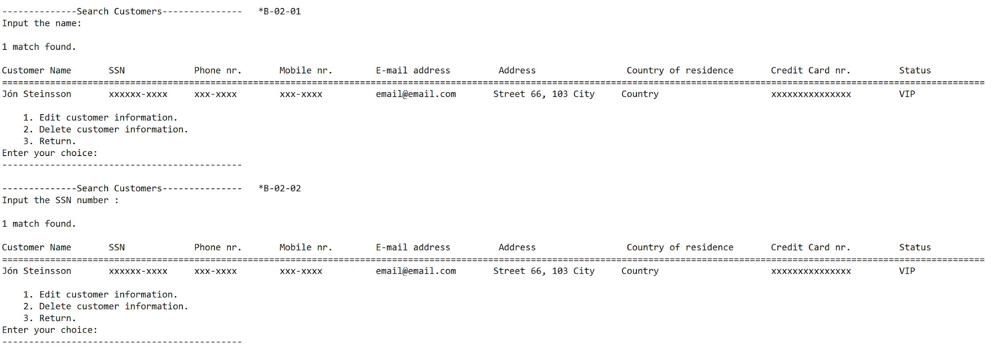 --------------Search Customers---------------   *B-02-01
Input the name:
1 match found.
Customer Name       SSN             Phone nr.       Mobile nr.        E-mail address         Address                 Country of residence       Credit Card nr.         Status
========================================================================================================================================================================================
Jón Steinsson       xxxxxx-xxxx     xxx-xxxx        xxx-xxxx          email@email.com       Street 66, 103 City     Country                     xxxxxxxxxxxxxxx         VIP
1. Edit customer information.
2. Delete customer information.
3. Return.
Enter your choice:
---------------------------------------------
--------------Search Customers---------------   *B-02-02
Input the SSN number :
1 match found.
Customer Name       SSN             Phone nr.       Mobile nr.        E-mail address         Address                 Country of residence       Credit Card nr.         Status
========================================================================================================================================================================================
Jón Steinsson       xxxxxx-xxxx     xxx-xxxx        xxx-xxxx          email@email.com       Street 66, 103 City     Country                     xxxxxxxxxxxxxxx         VIP
1. Edit customer information.
2. Delete customer information.
3. Return.
Enter your choice:
---------------------------------------------